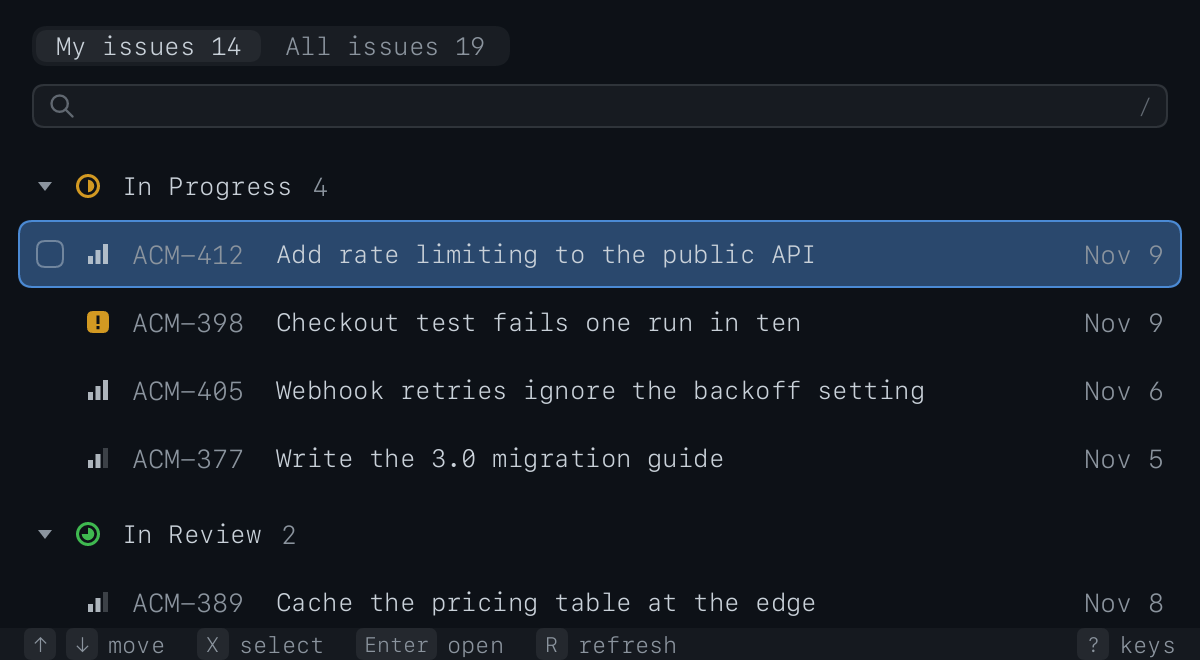 My issues 14 All issues 19
/
In Progress 4
ACM–412 Add rate limiting to the public API Nov 9
! ACM–398 Checkout test fails one run in ten Nov 9
ACM–405 Webhook retries ignore the backoff setting Nov 6
ACM–377 Write the 3.0 migration guide Nov 5
In Review 2
ACM–389 Cache the pricing table at the edge Nov 8
↑ ↓ move X select Enter open R refresh ? keys